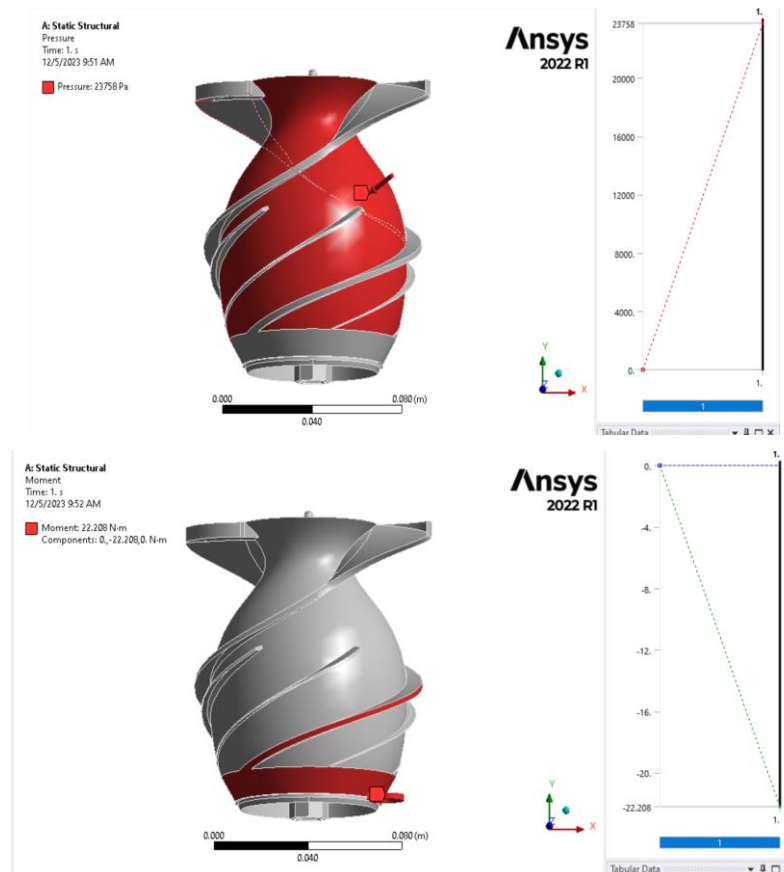 A: Static Structural
Pressure
Time: 1. s
12/5/2023 9:51 AM
Pressure: 23758 Pa
Ansys
2022 R1
Y
X
Z
0.000
0.080 (m)
0.040
1.
23758
20000
16000
12000
8000.
4000.
0.
1.
1
Tabular Data
A: Static Structural
Moment
Time: 1. s
12/5/2023 9:52 AM
Moment: 22.208 N·m
Components: 0.,-22.208,0. N·m
Ansys
2022 R1
Y
X
Z
0.000
0.080 (m)
0.040
1.
0.
-4.
-8.
-12.
-16.
-20.
-22.208
1.
1
Tabular Data